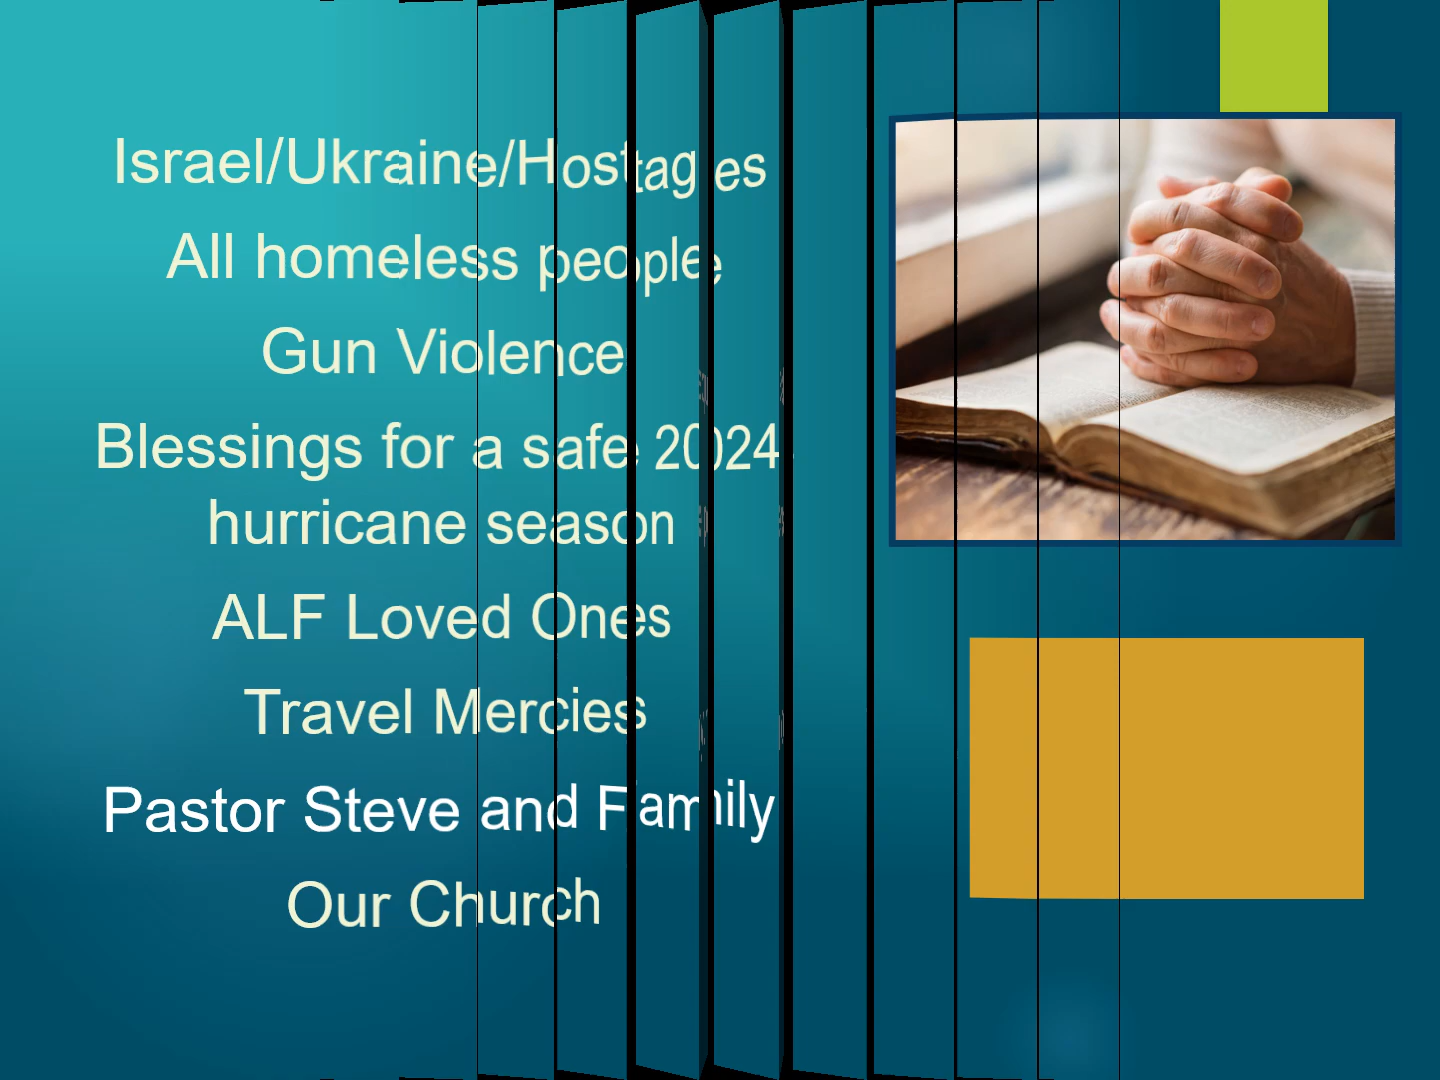 Israel/Ukraine/Hostages
All homeless people
Gun Violence
Blessings for a safe 2024
hurricane season
ALF Loved Ones
Travel Mercies
Pastor Steve and Family
Our Church